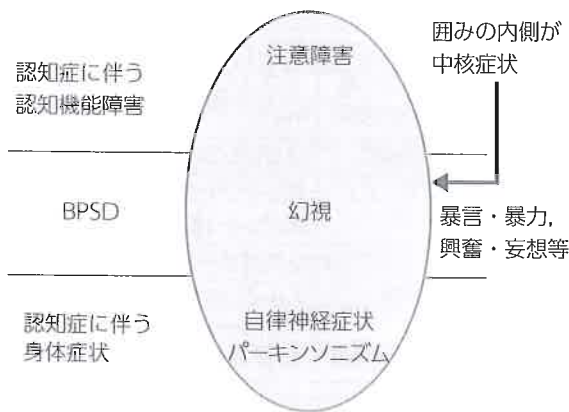 注意障害
囲みの内側が
中核症状
認知症に伴う
認知機能障害
BPSD
幻視
暴言・暴力,
興奮・妄想等
認知症に伴う
身体症状
自律神経症状
パーキンソニズム